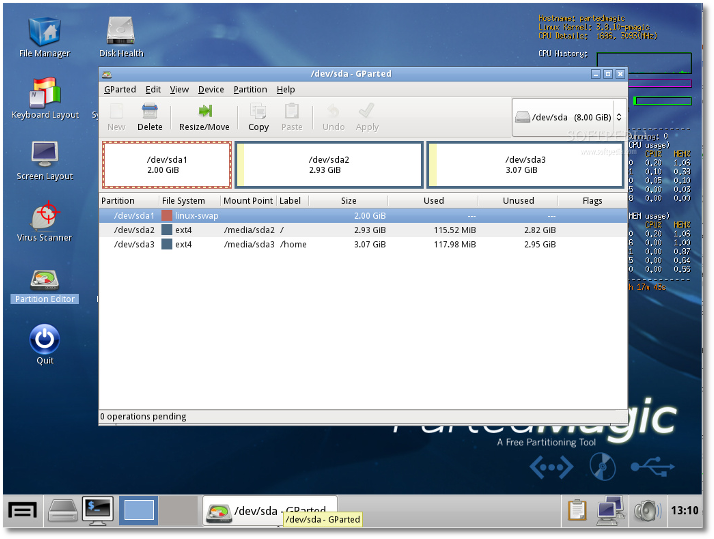 File Manager
Disk Health
Keyboard Layout
Screen Layout
Virus Scanner
Partition Editor
Quit
Hostname: partedmagic
CPU History:
/dev/sda - GParted
GParted Edit View Device Partition Help
New Delete Resize/Move Copy Paste Undo Apply
/dev/sda (8.00 GiB)
/dev/sda1
2.00 GiB
/dev/sda2
2.93 GiB
/dev/sda3
3.07 GiB
Partition File System Mount Point Label Size Used Unused Flags
/dev/sda1 linux-swap 2.00 GiB --- ---
/dev/sda2 ext4 /media/sda2 / 2.93 GiB 115.52 MiB 2.82 GiB
/dev/sda3 ext4 /media/sda3 /home 3.07 GiB 117.98 MiB 2.95 GiB
0 operations pending
CPU usage)
CPU% MEM%
MEM usage)
CPU% MEM%
A Free Partitioning Tool
/dev/sda - GParted
/dev/sda - GParted
13:10